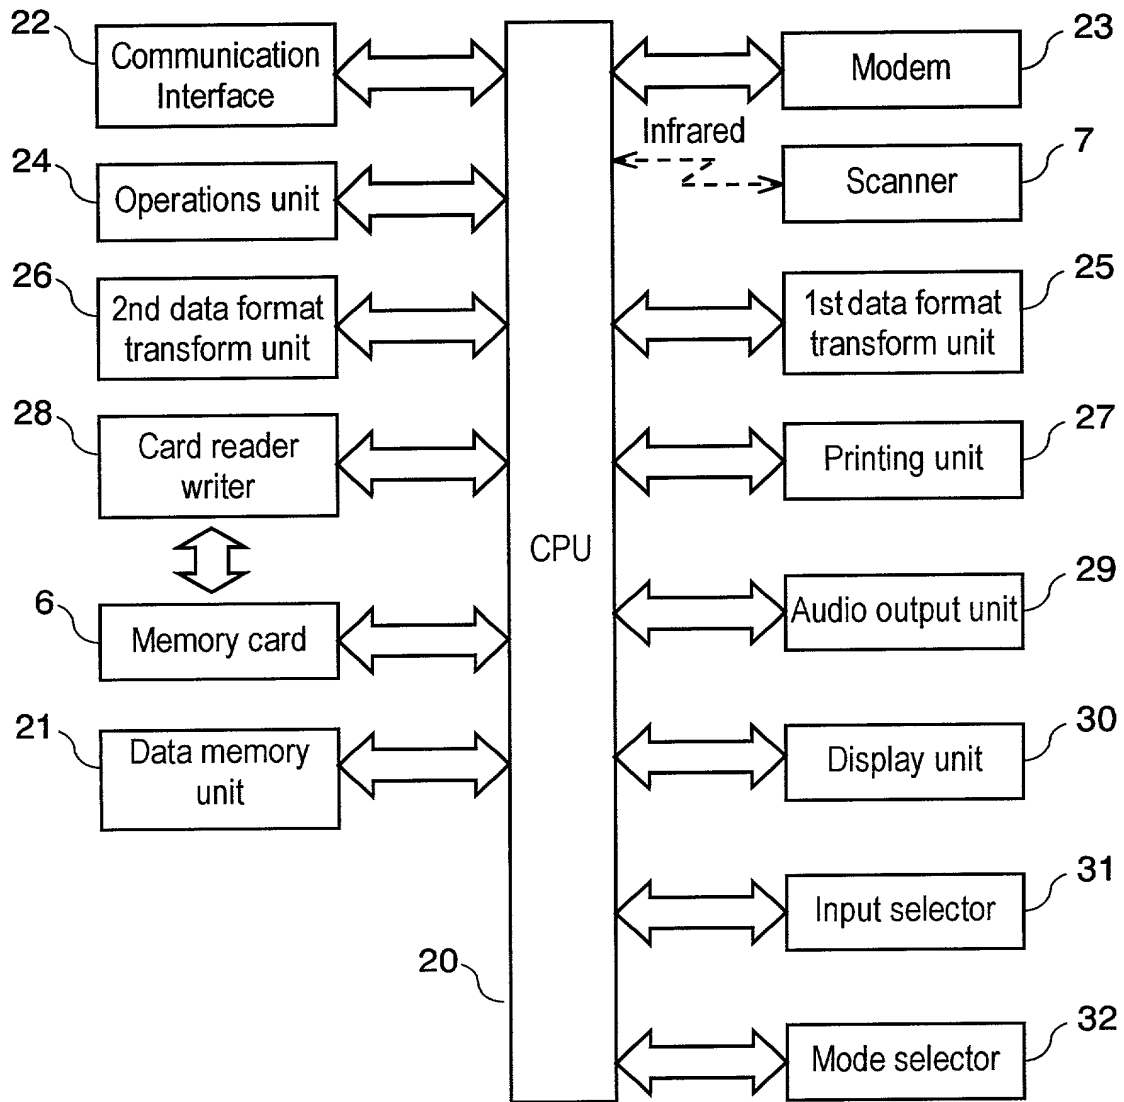 22
Communication
Interface
23
Modem
Infrared
24
Operations unit
7
Scanner
26
2nd data format
transform unit
25
1st data format
transform unit
28
Card reader
writer
27
Printing unit
CPU
6
Memory card
29
Audio output unit
21
Data memory
unit
30
Display unit
31
Input selector
20
32
Mode selector